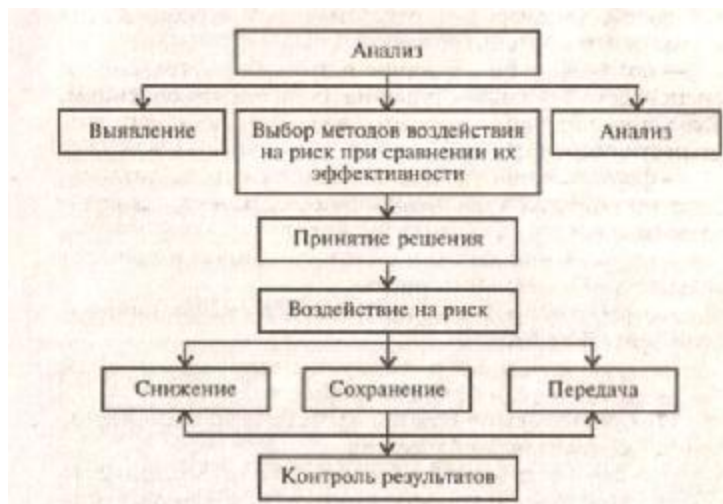 Анализ
Выявление
Выбор методов воздействия
на риск при сравнении их
эффективности
Анализ
Принятие решения
Воздействие на риск
Снижение
Сохранение
Передача
Контроль результатов